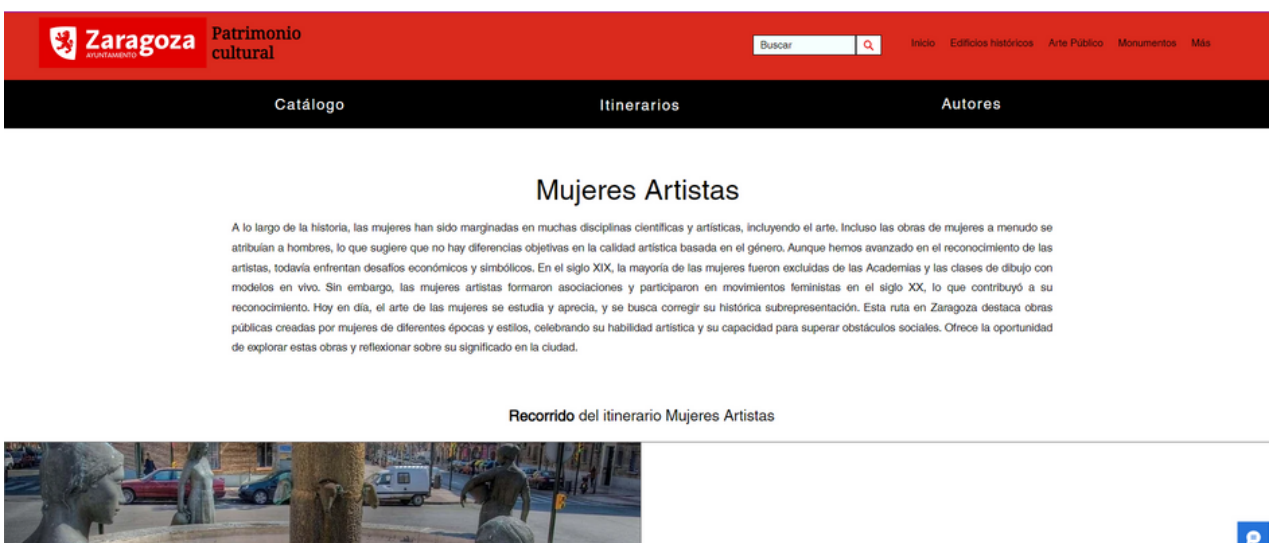 Zaragoza
AYUNTAMIENTO
Patrimonio
cultural
Buscar
Inicio Edificios históricos Arte Público Monumentos Más
Catálogo Itinerarios Autores
Mujeres Artistas
A lo largo de la historia, las mujeres han sido marginadas en muchas disciplinas científicas y artísticas, incluyendo el arte. Incluso las obras de mujeres a menudo se
atribuían a hombres, lo que sugiere que no hay diferencias objetivas en la calidad artística basada en el género. Aunque hemos avanzado en el reconocimiento de las
artistas, todavía enfrentan desafíos económicos y simbólicos. En el siglo XIX, la mayoría de las mujeres fueron excluidas de las Academias y las clases de dibujo con
modelos en vivo. Sin embargo, las mujeres artistas formaron asociaciones y participaron en movimientos feministas en el siglo XX, lo que contribuyó a su
reconocimiento. Hoy en día, el arte de las mujeres se estudia y aprecia, y se busca corregir su histórica subrepresentación. Esta ruta en Zaragoza destaca obras
públicas creadas por mujeres de diferentes épocas y estilos, celebrando su habilidad artística y su capacidad para superar obstáculos sociales. Ofrece la oportunidad
de explorar estas obras y reflexionar sobre su significado en la ciudad.
Recorrido del itinerario Mujeres Artistas